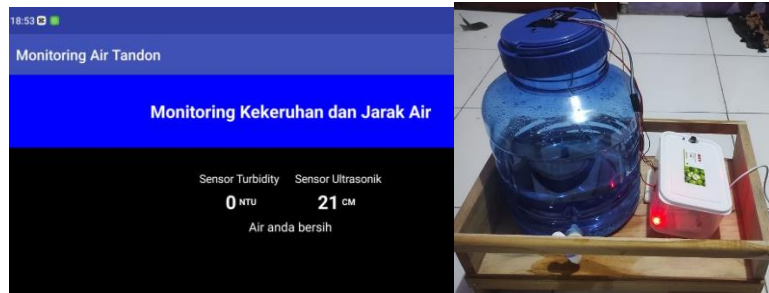 18:53
Monitoring Air Tandon
Monitoring Kekeruhan dan Jarak Air
Sensor Turbidity Sensor Ultrasonik
0 NTU 21 CM
Air anda bersih